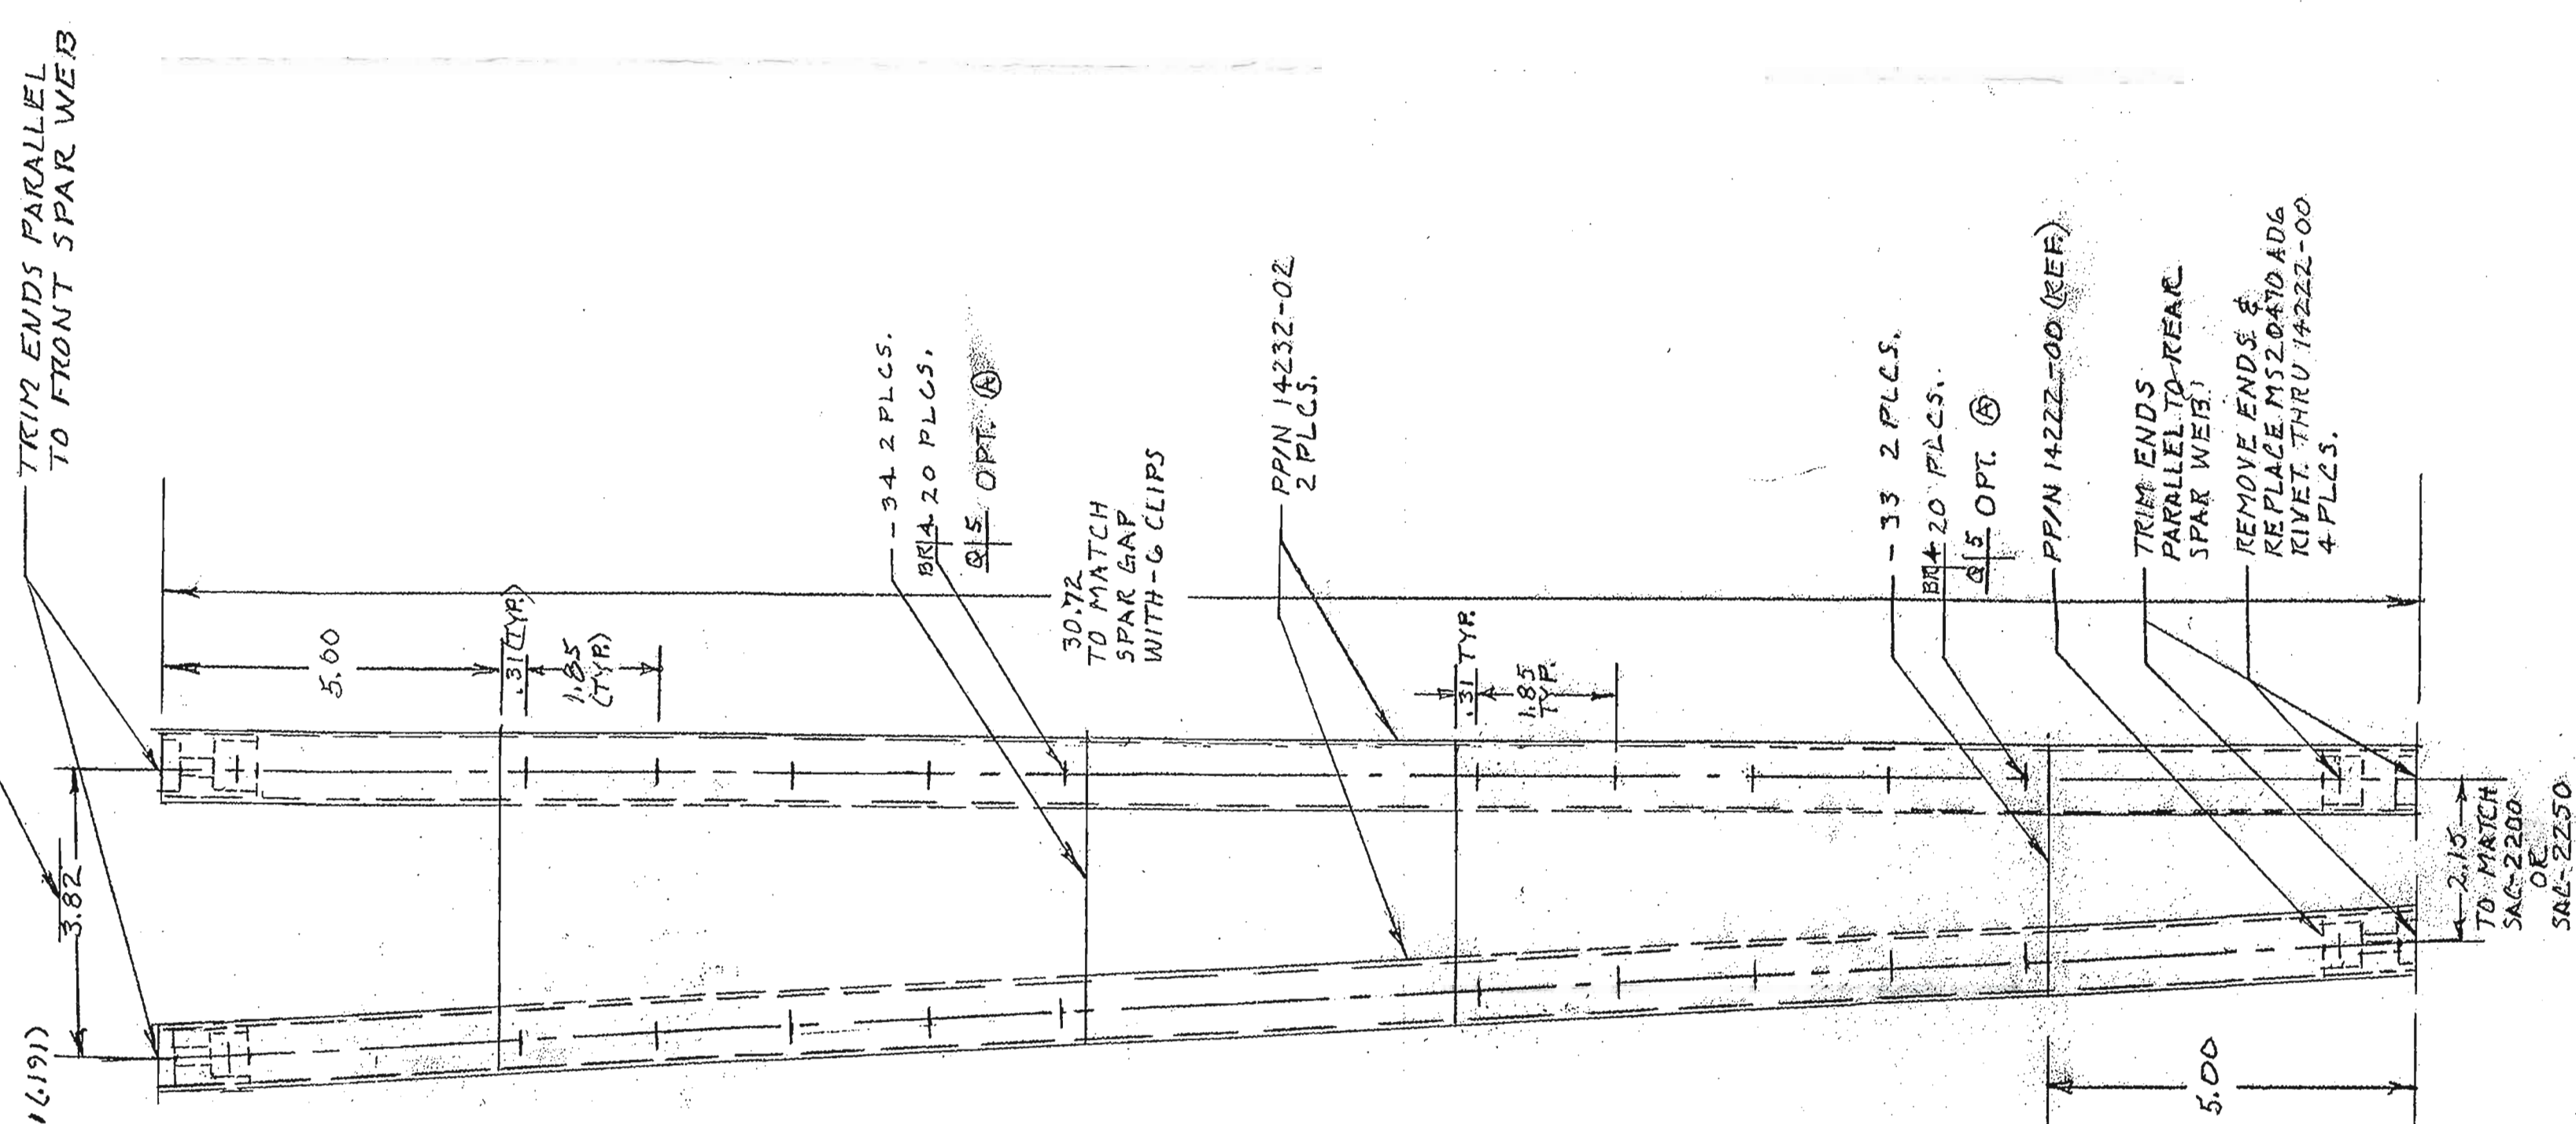 TRIM ENDS PARALLEL
TO FRONT SPAR WEB
1(.191)
3.82
5.00
.31(TYP.)
1.85
(TYP.)
--34 2 PLCS.
BR 4 20 PLCS.
Q 5 OPT. Ⓐ
30.72
TO MATCH
SPAR GAP
WITH-6 CLIPS
PP/N 14232-02
2 PLCS.
.31 TYP.
1.85
TYP.
-33 2 PLCS.
BR 4 20 PLCS.
Q 5 OPT. Ⓐ
PP/N 14222-00 (REF.)
TRIM ENDS
PARALLEL TO REAR
SPAR WEB.
REMOVE ENDS &
REPLACE MS20470AD6
RIVET THRU 14222-00
4 PLCS.
2.15
TO MATCH
SAC-2200
OR
SAC-2250
5.00